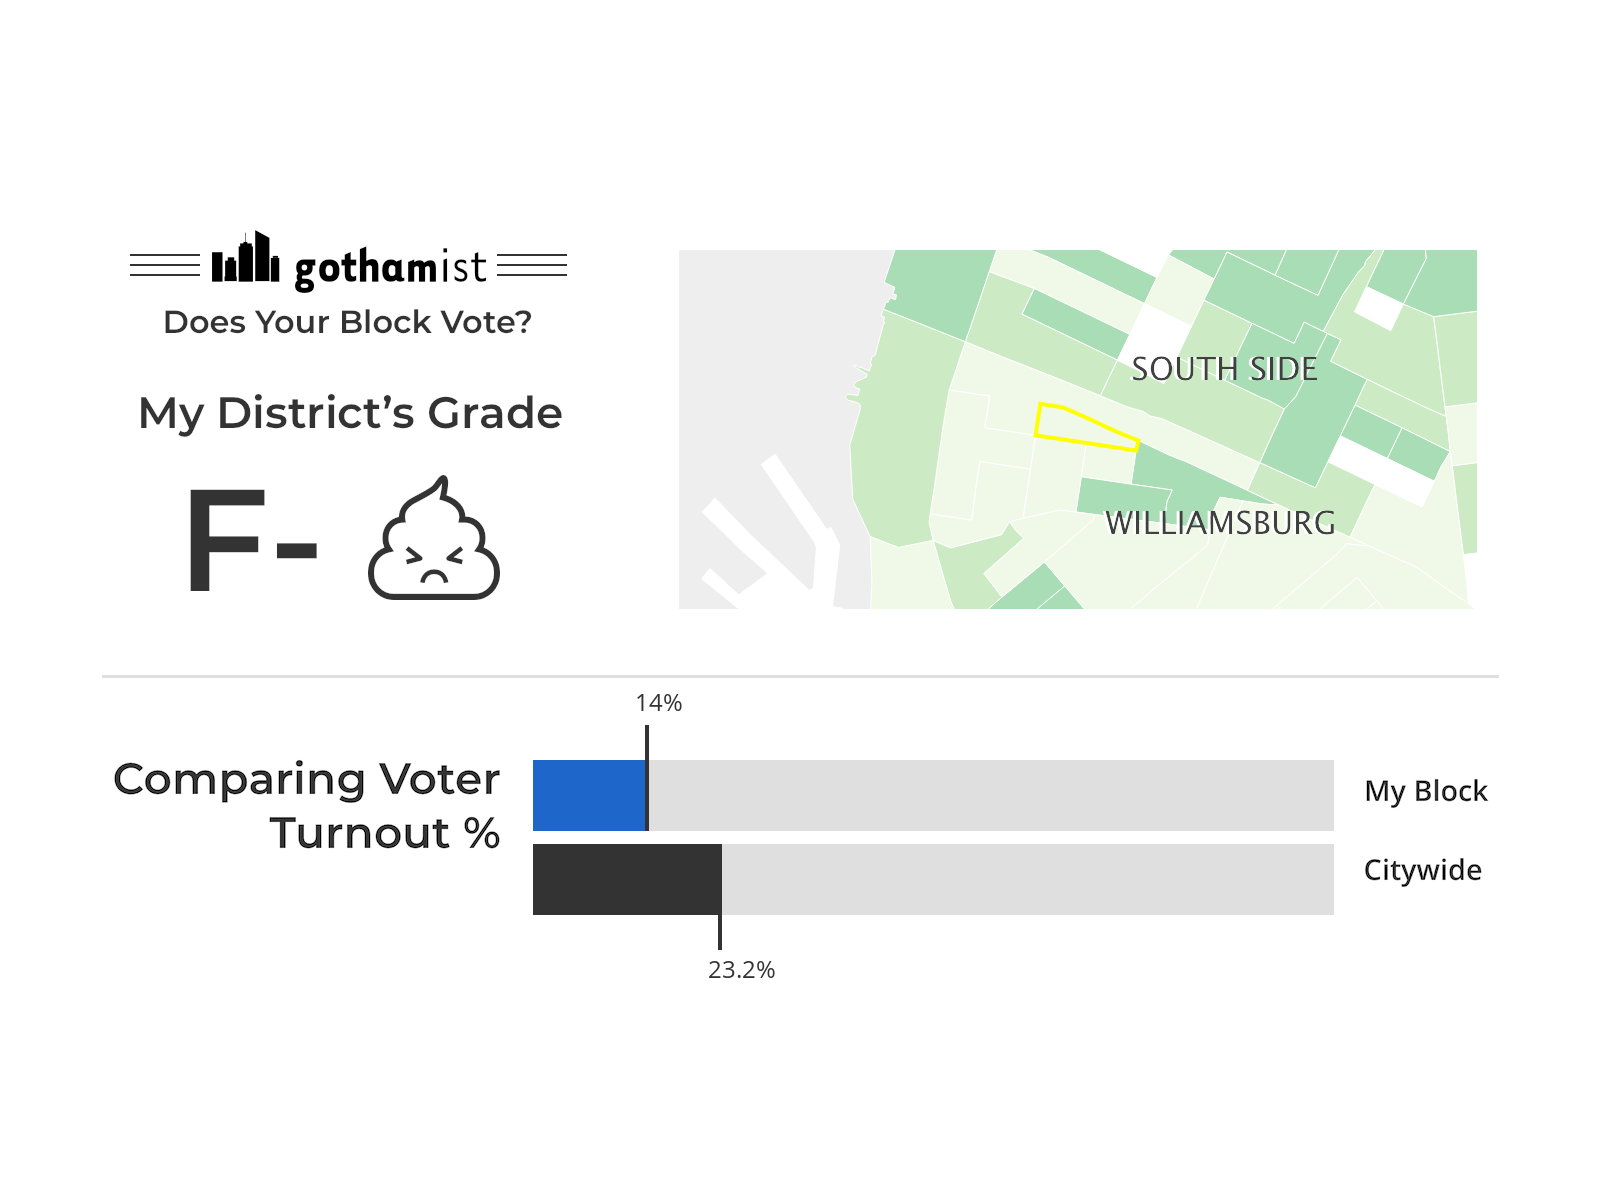 gothamist
Does Your Block Vote?
My District’s Grade
F-
SOUTH SIDE
WILLIAMSBURG
14%
Comparing Voter
Turnout %
My Block
Citywide
23.2%